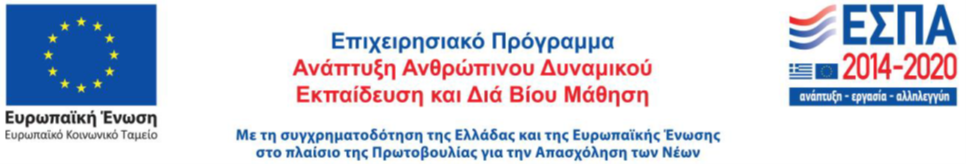 Ευρωπαϊκή Ένωση
Ευρωπαϊκό Κοινωνικό Ταμείο
Επιχειρησιακό Πρόγραμμα
Ανάπτυξη Ανθρώπινου Δυναμικού
Εκπαίδευση και Διά Βίου Μάθηση
Με τη συγχρηματοδότηση της Ελλάδας και της Ευρωπαϊκής Ένωσης
στο πλαίσιο της Πρωτοβουλίας για την Απασχόληση των Νέων
ΕΣΠΑ
2014-2020
ανάπτυξη - εργασία - αλληλεγγύη